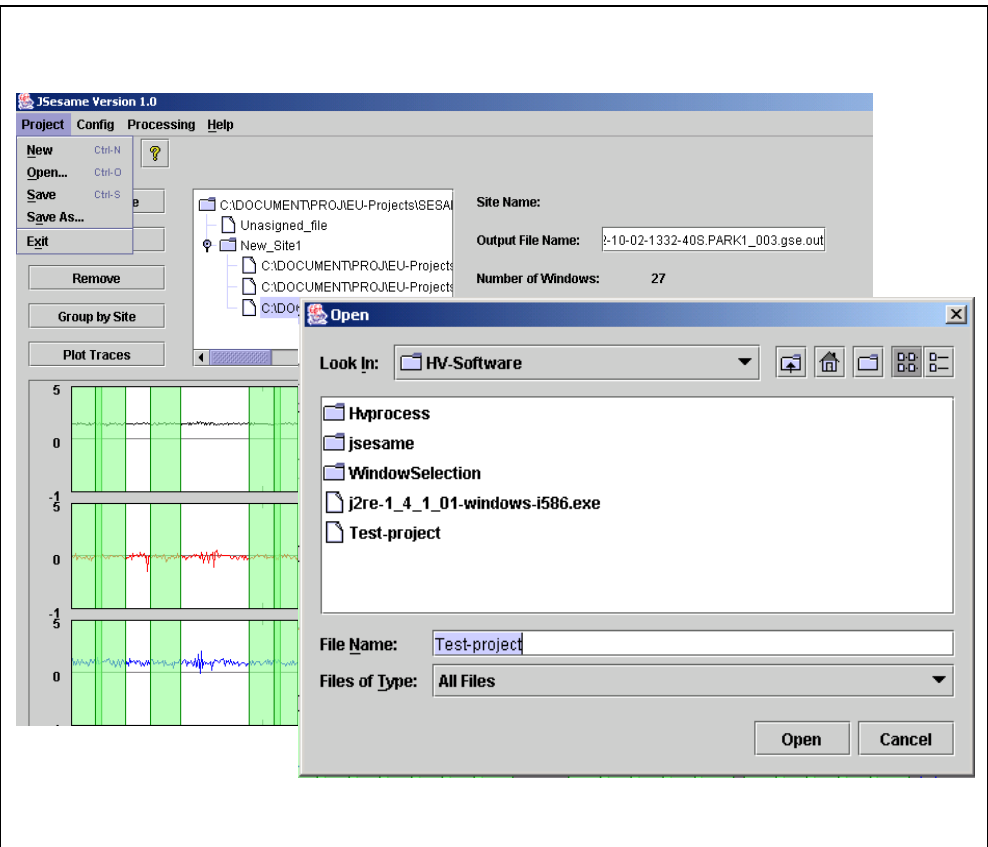 JSesame Version 1.0
Project Config Processing Help
New Ctrl-N
Open... Ctrl-O
Save Ctrl-S
Save As...
Exit
Remove
Group by Site
Plot Traces
C:\DOCUMENT\PROJ\EU-Projects\SESA
Unasigned_file
New_Site1
C:\DOCUMENT\PROJ\EU-Projects
C:\DOCUMENT\PROJ\EU-Projects
C:\DO
Site Name:
Output File Name: 2-10-02-1332-40S.PARK1_003.gse.out
Number of Windows: 27
5
0
-1
5
0
-1
5
0
Open
Look In: HV-Software
Hvprocess
jsesame
WindowSelection
j2re-1_4_1_01-windows-i586.exe
Test-project
File Name: Test-project
Files of Type: All Files
Open Cancel